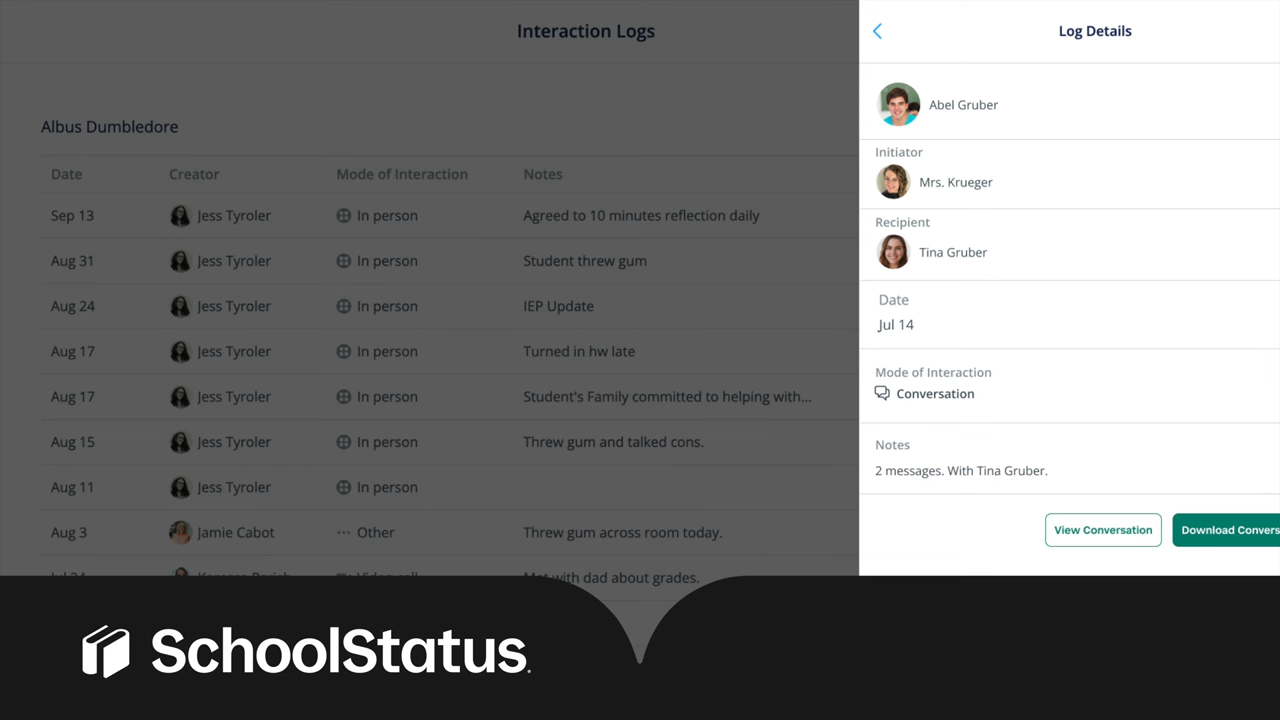 Interaction Logs
Albus Dumbledore
Date Creator Mode of Interaction Notes
Sep 13 Jess Tyroler In person Agreed to 10 minutes reflection daily
Aug 31 Jess Tyroler In person Student threw gum
Aug 24 Jess Tyroler In person IEP Update
Aug 17 Jess Tyroler In person Turned in hw late
Aug 17 Jess Tyroler In person Student's Family committed to helping with...
Aug 15 Jess Tyroler In person Threw gum and talked cons.
Aug 11 Jess Tyroler In person
Aug 3 Jamie Cabot Other Threw gum across room today.
Jul 24 Video call Met with dad about grades.
Log Details
Abel Gruber
Initiator
Mrs. Krueger
Recipient
Tina Gruber
Date
Jul 14
Mode of Interaction
Conversation
Notes
2 messages. With Tina Gruber.
View Conversation Download Convers
SchoolStatus.